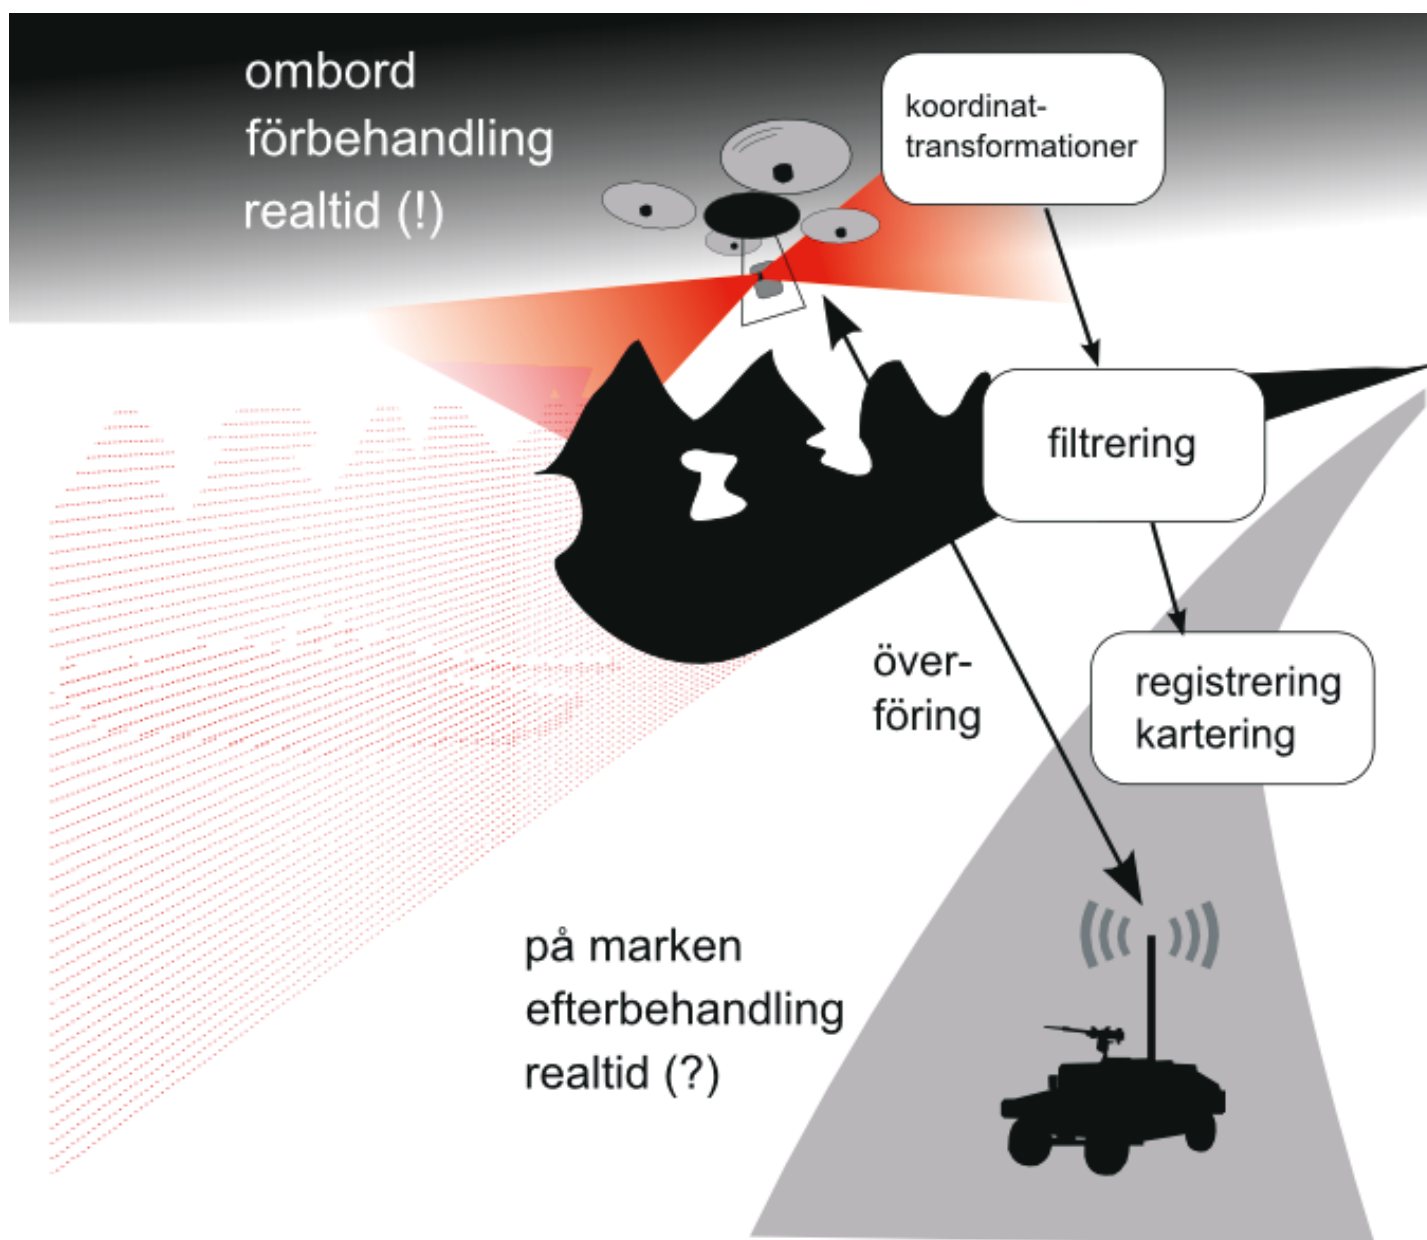 ombord
förbehandling
realtid (!)
koordinat-
transformationer
filtrering
registrering
kartering
över-
föring
på marken
efterbehandling
realtid (?)